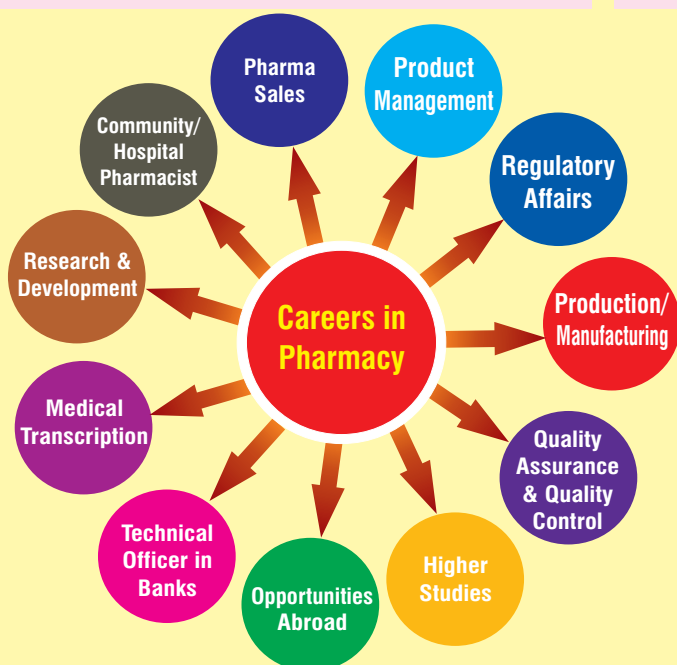 Careers in
Pharmacy
Pharma
Sales
Product
Management
Regulatory
Affairs
Production/
Manufacturing
Quality
Assurance
& Quality
Control
Higher
Studies
Opportunities
Abroad
Technical
Officer in
Banks
Medical
Transcription
Research &
Development
Community/
Hospital
Pharmacist